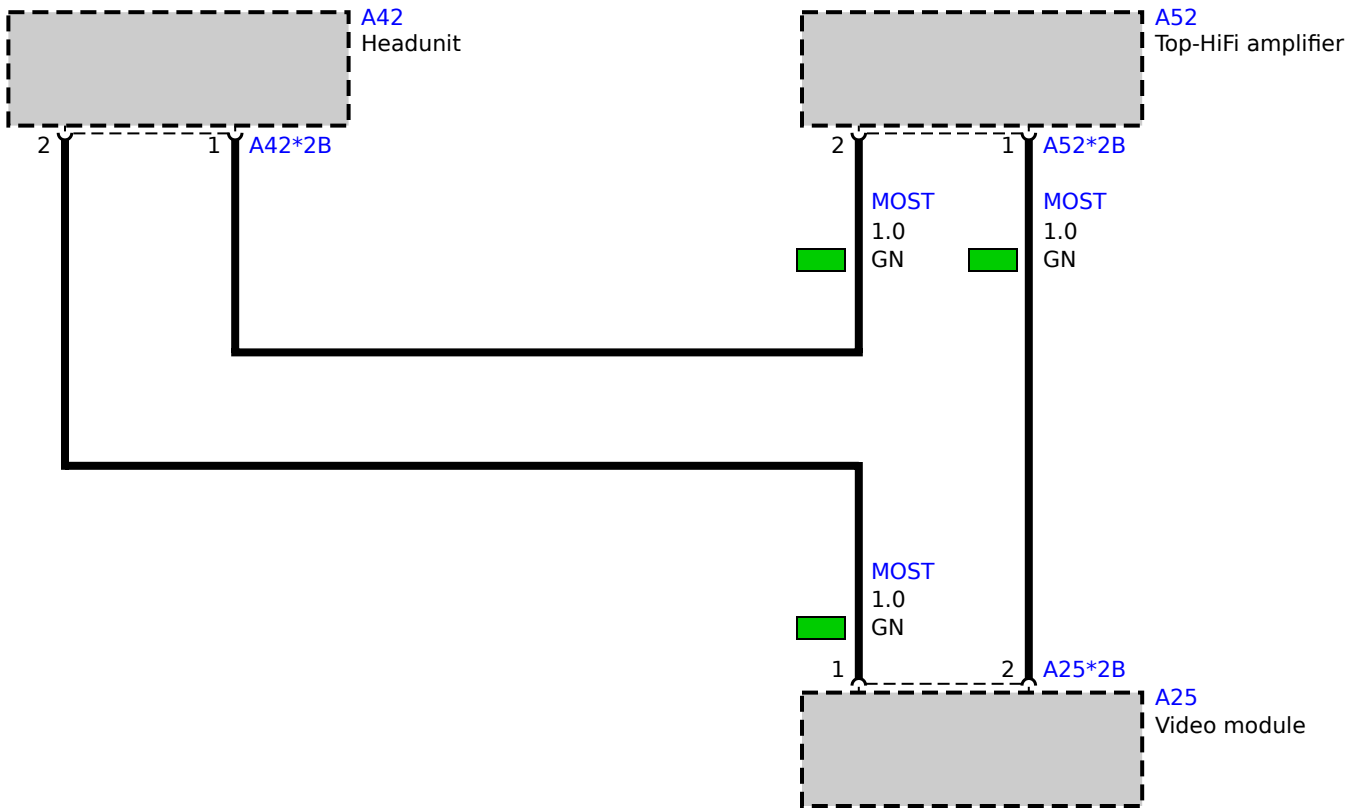 A42
Headunit
A52
Top-HiFi amplifier
2
1
A42*2B
2
1
A52*2B
MOST
1.0
GN
MOST
1.0
GN
MOST
1.0
GN
1
2
A25*2B
A25
Video module